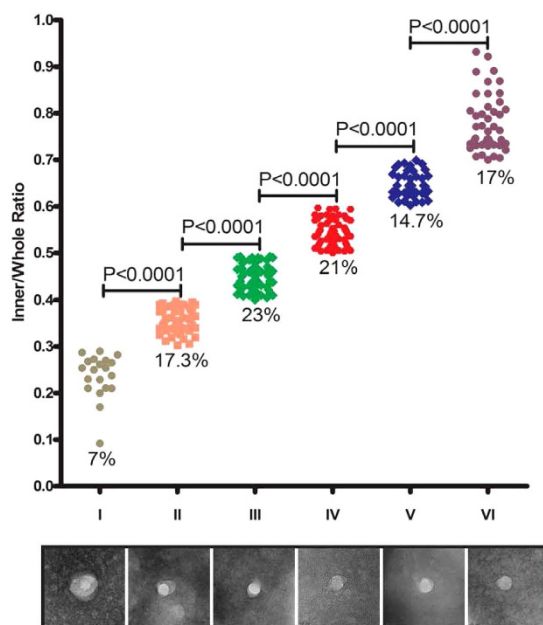 1.0
P<0.0001
0.9
0.8
P<0.0001
0.7
17%
P<0.0001
0.6
14.7%
P<0.0001
0.5
21%
P<0.0001
0.4
23%
0.3
17.3%
0.2
0.1
7%
0.0
Inner/Whole Ratio
I II III IV V VI